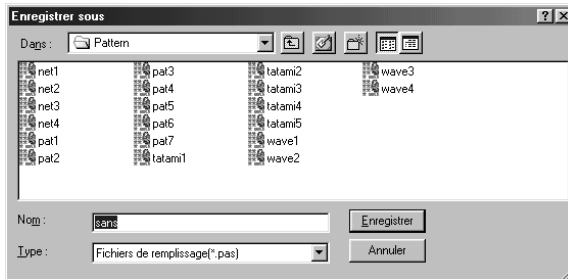 Enregistrer sous
Dans : Pattern
net1 pat3 tatami2 wave3
net2 pat4 tatami3 wave4
net3 pat5 tatami4
net4 pat6 tatami5
pat1 pat7 wave1
pat2 tatami1 wave2
Nom : sans Enregistrer
Type : Fichiers de remplissage(*.pas) Annuler